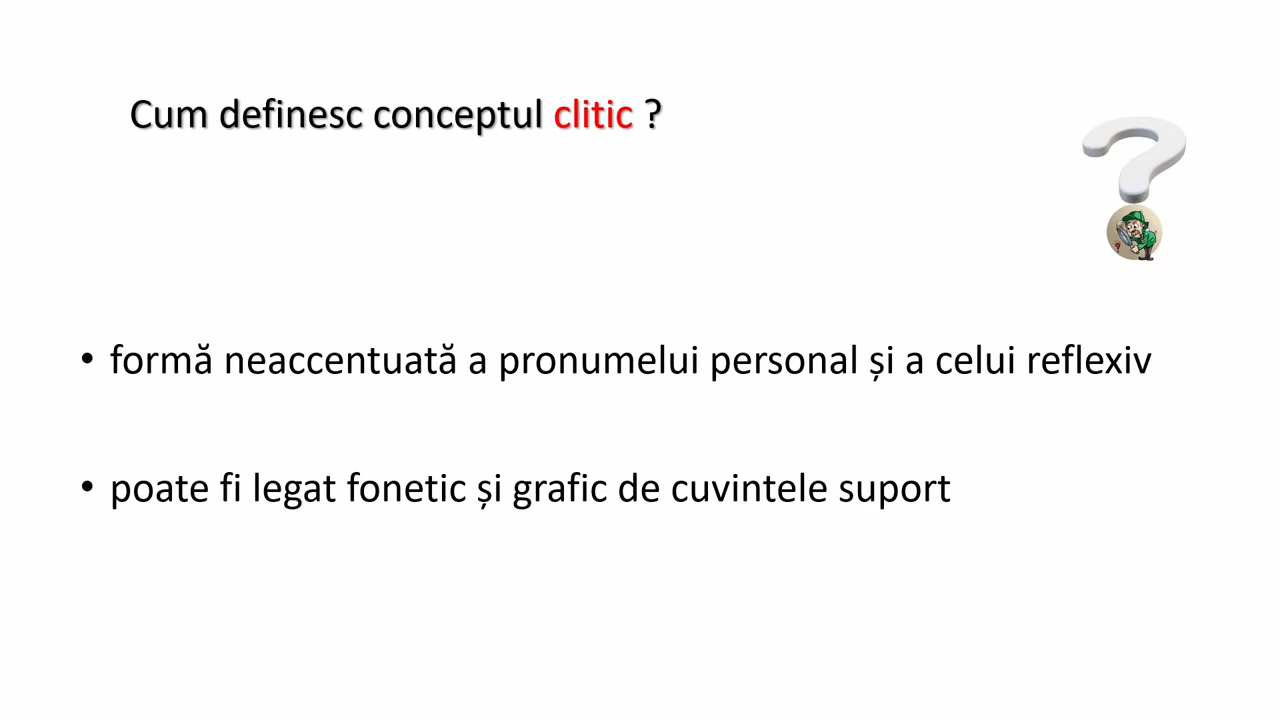 Cum definesc conceptul clitic ?
• formă neaccentuată a pronumelui personal și a celui reflexiv
• poate fi legat fonetic și grafic de cuvintele suport